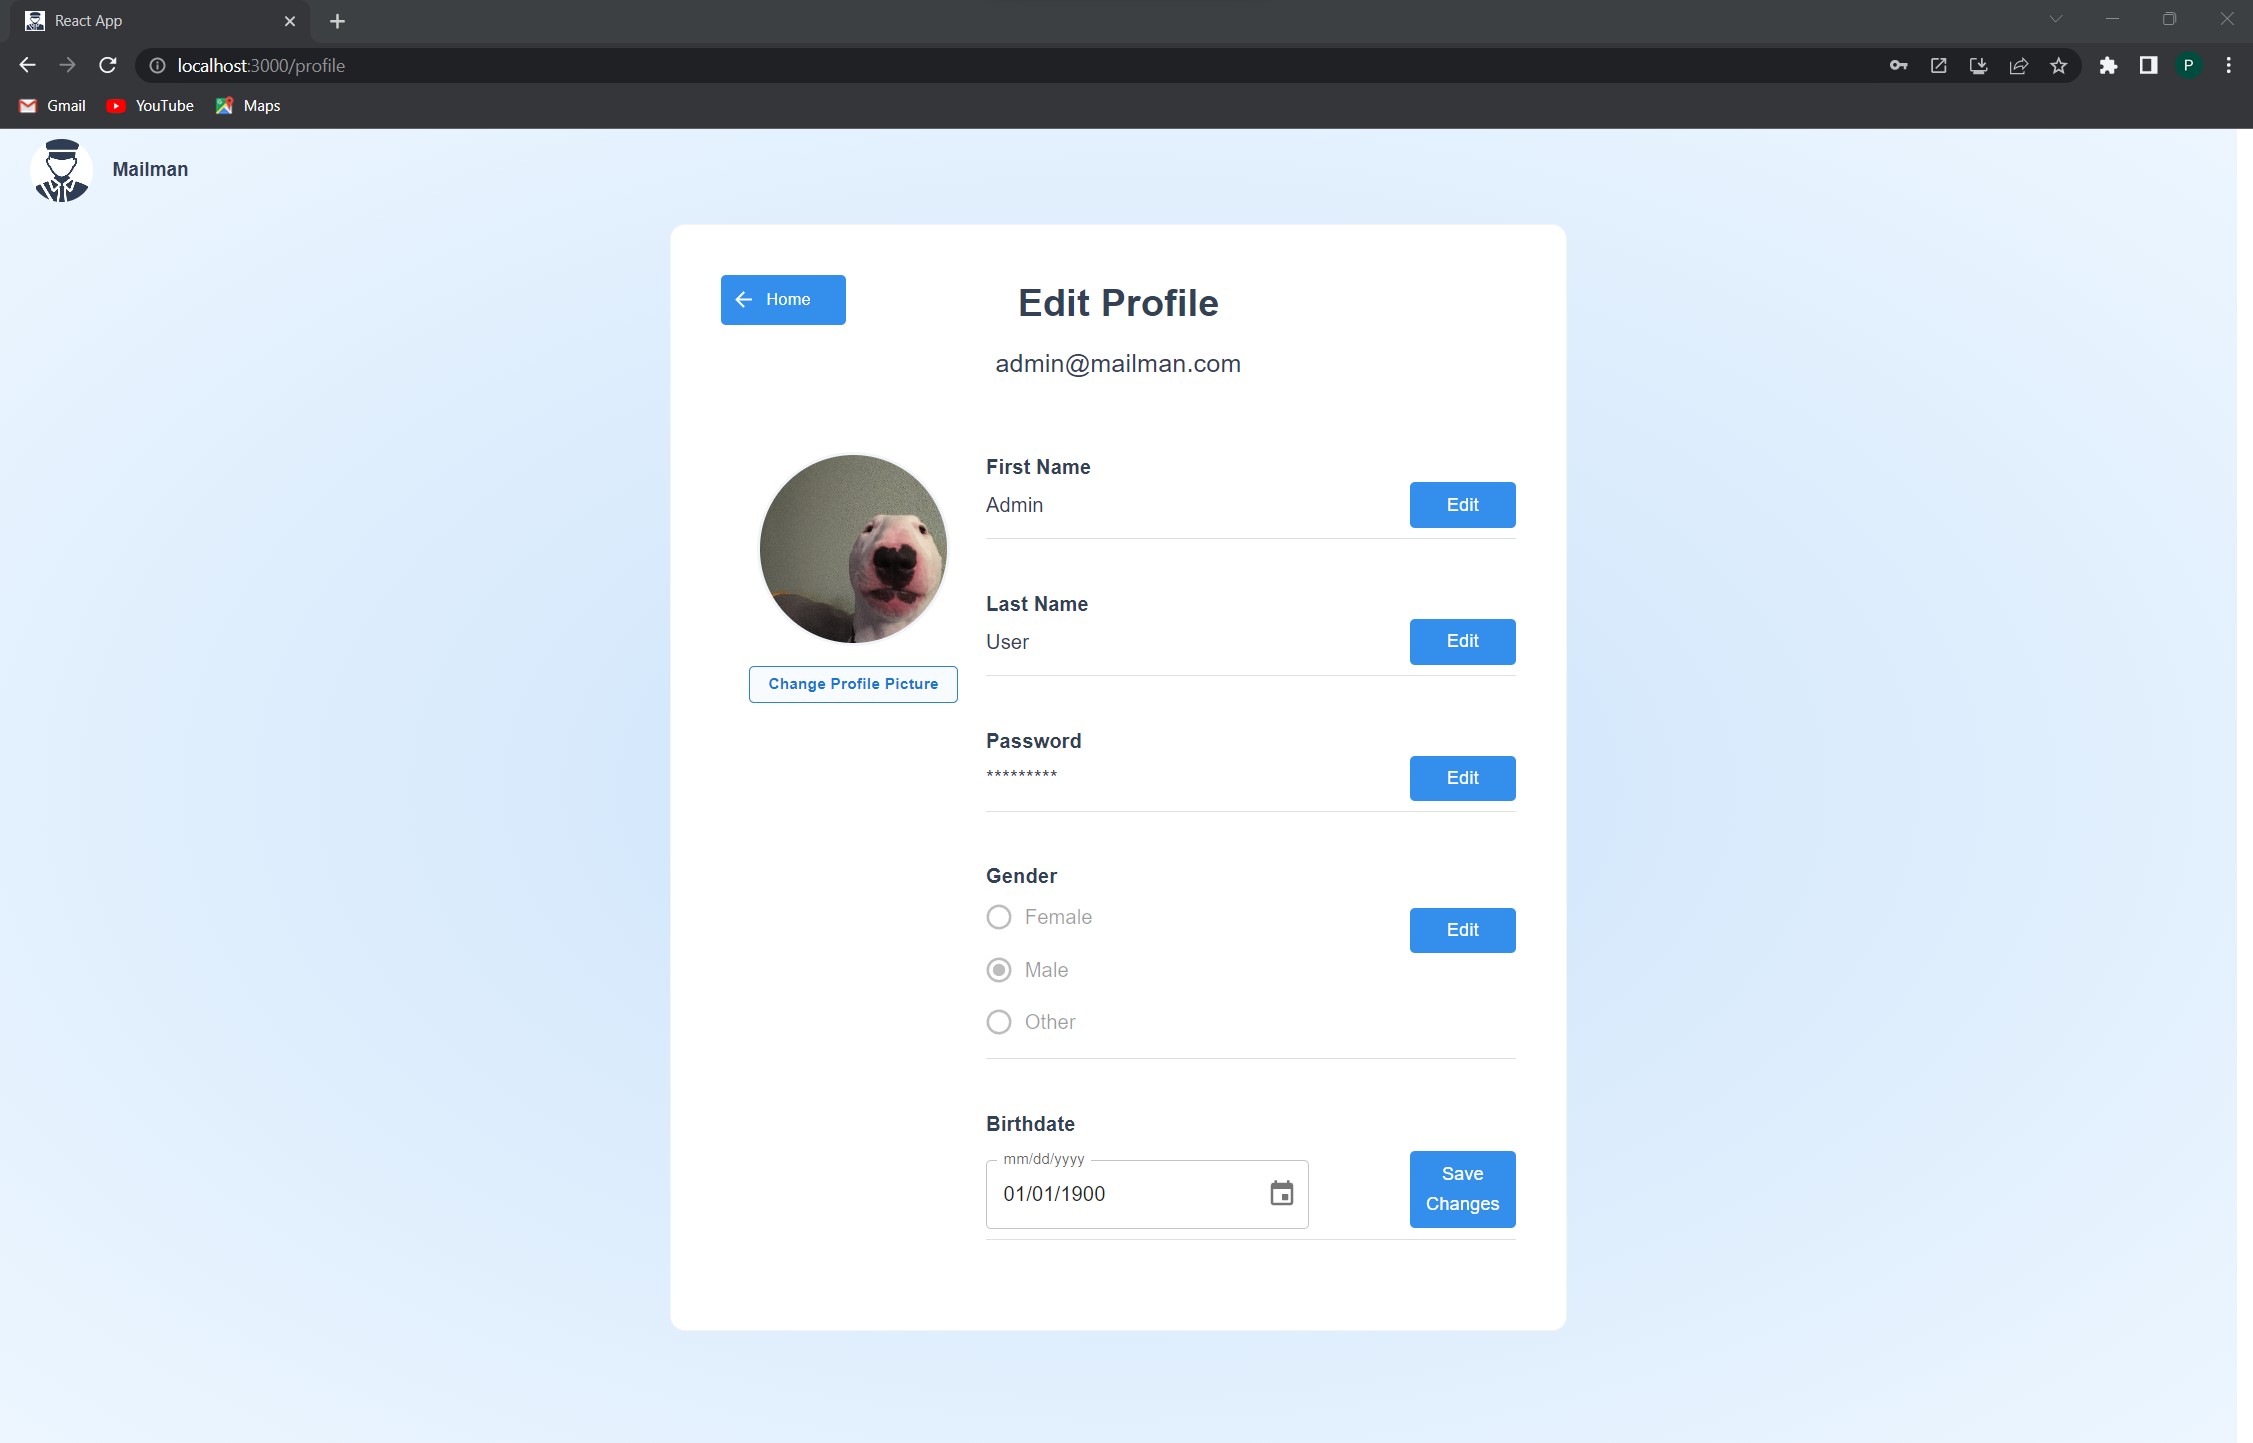 React App
localhost:3000/profile
P
Gmail
YouTube
Maps
Mailman
Home
Edit Profile
admin@mailman.com
First Name
Admin
Edit
Last Name
User
Edit
Change Profile Picture
Password
*********
Edit
Gender
Female
Edit
Male
Other
Birthdate
mm/dd/yyyy
01/01/1900
Save
Changes